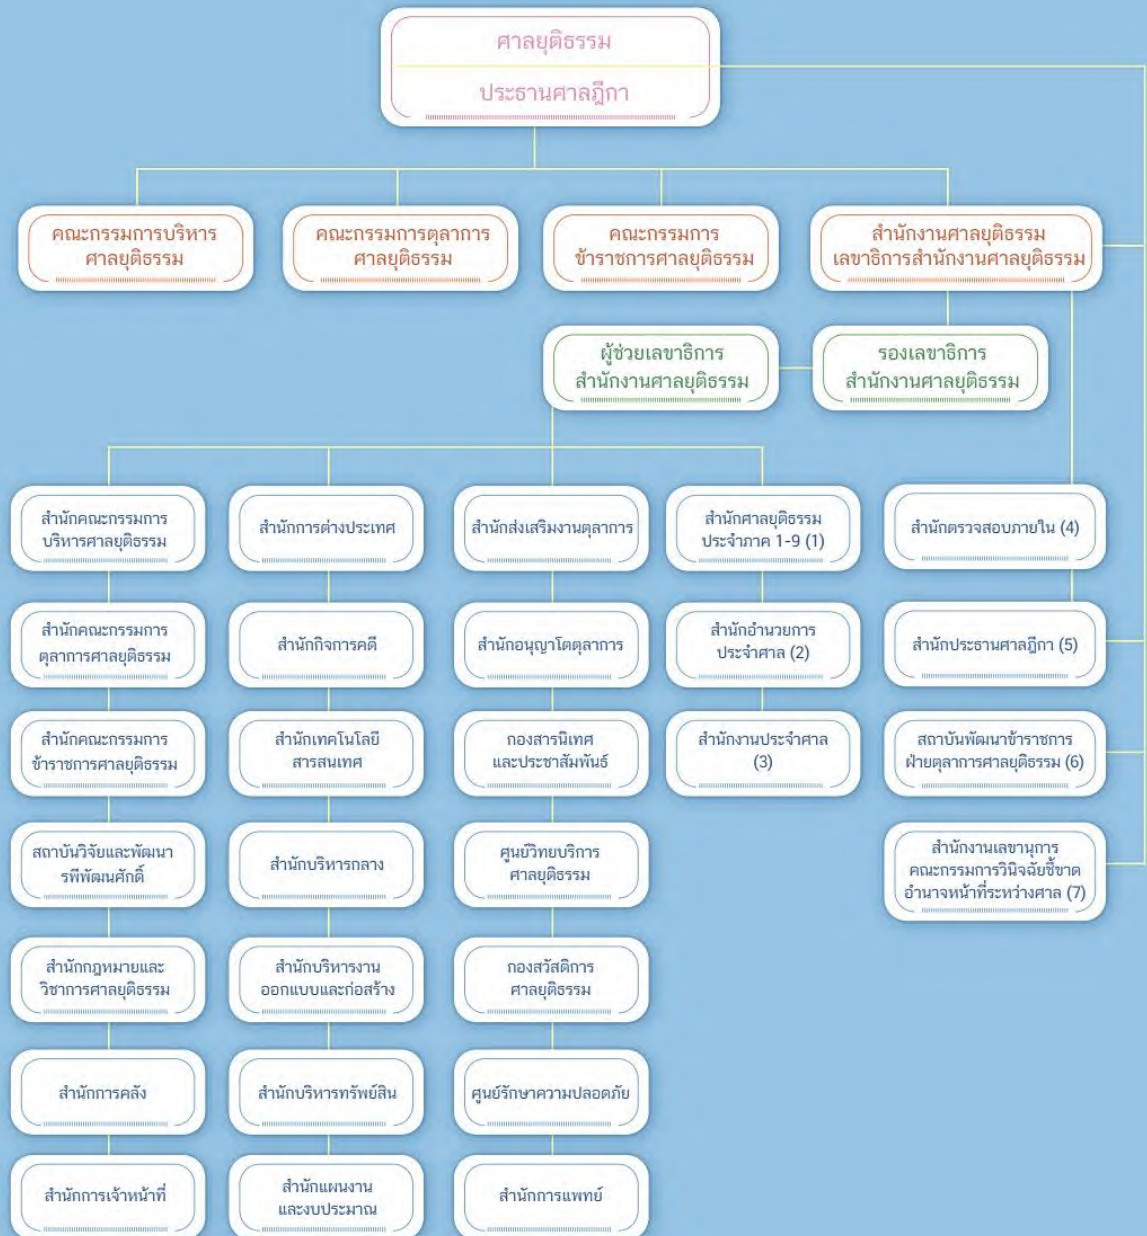 ศาลยุติธรรม
ประธานศาลฎีกา
คณะกรรมการบริหาร
ศาลยุติธรรม
คณะกรรมการตุลาการ
ศาลยุติธรรม
คณะกรรมการ
ข้าราชการศาลยุติธรรม
สำนักงานศาลยุติธรรม
เลขาธิการสำนักงานศาลยุติธรรม
ผู้ช่วยเลขาธิการ
สำนักงานศาลยุติธรรม
รองเลขาธิการ
สำนักงานศาลยุติธรรม
สำนักคณะกรรมการ
บริหารศาลยุติธรรม
สำนักการต่างประเทศ
สำนักส่งเสริมงานตุลาการ
สำนักศาลยุติธรรม
ประจำภาค 1-9 (1)
สำนักตรวจสอบภายใน (4)
สำนักคณะกรรมการ
ตุลาการศาลยุติธรรม
สำนักกิจการคดี
สำนักอนุญาโตตุลาการ
สำนักอำนวยการ
ประจำศาล (2)
สำนักประธานศาลฎีกา (5)
สำนักคณะกรรมการ
ข้าราชการศาลยุติธรรม
สำนักเทคโนโลยี
สารสนเทศ
กองสารนิเทศ
และประชาสัมพันธ์
สำนักงานประจำศาล
(3)
สถาบันพัฒนาข้าราชการ
ฝ่ายตุลาการศาลยุติธรรม (6)
สถาบันวิจัยและพัฒนา
รพีพัฒนศักดิ์
สำนักบริหารกลาง
ศูนย์วิทยบริการ
ศาลยุติธรรม
สำนักงานเลขานุการ
คณะกรรมการวินิจฉัยชี้ขาด
อำนาจหน้าที่ระหว่างศาล (7)
สำนักกฎหมายและ
วิชาการศาลยุติธรรม
สำนักบริหารงาน
ออกแบบและก่อสร้าง
กองสวัสดิการ
ศาลยุติธรรม
สำนักการคลัง
สำนักบริหารทรัพย์สิน
ศูนย์รักษาความปลอดภัย
สำนักการเจ้าหน้าที่
สำนักแผนงาน
และงบประมาณ
สำนักการแพทย์